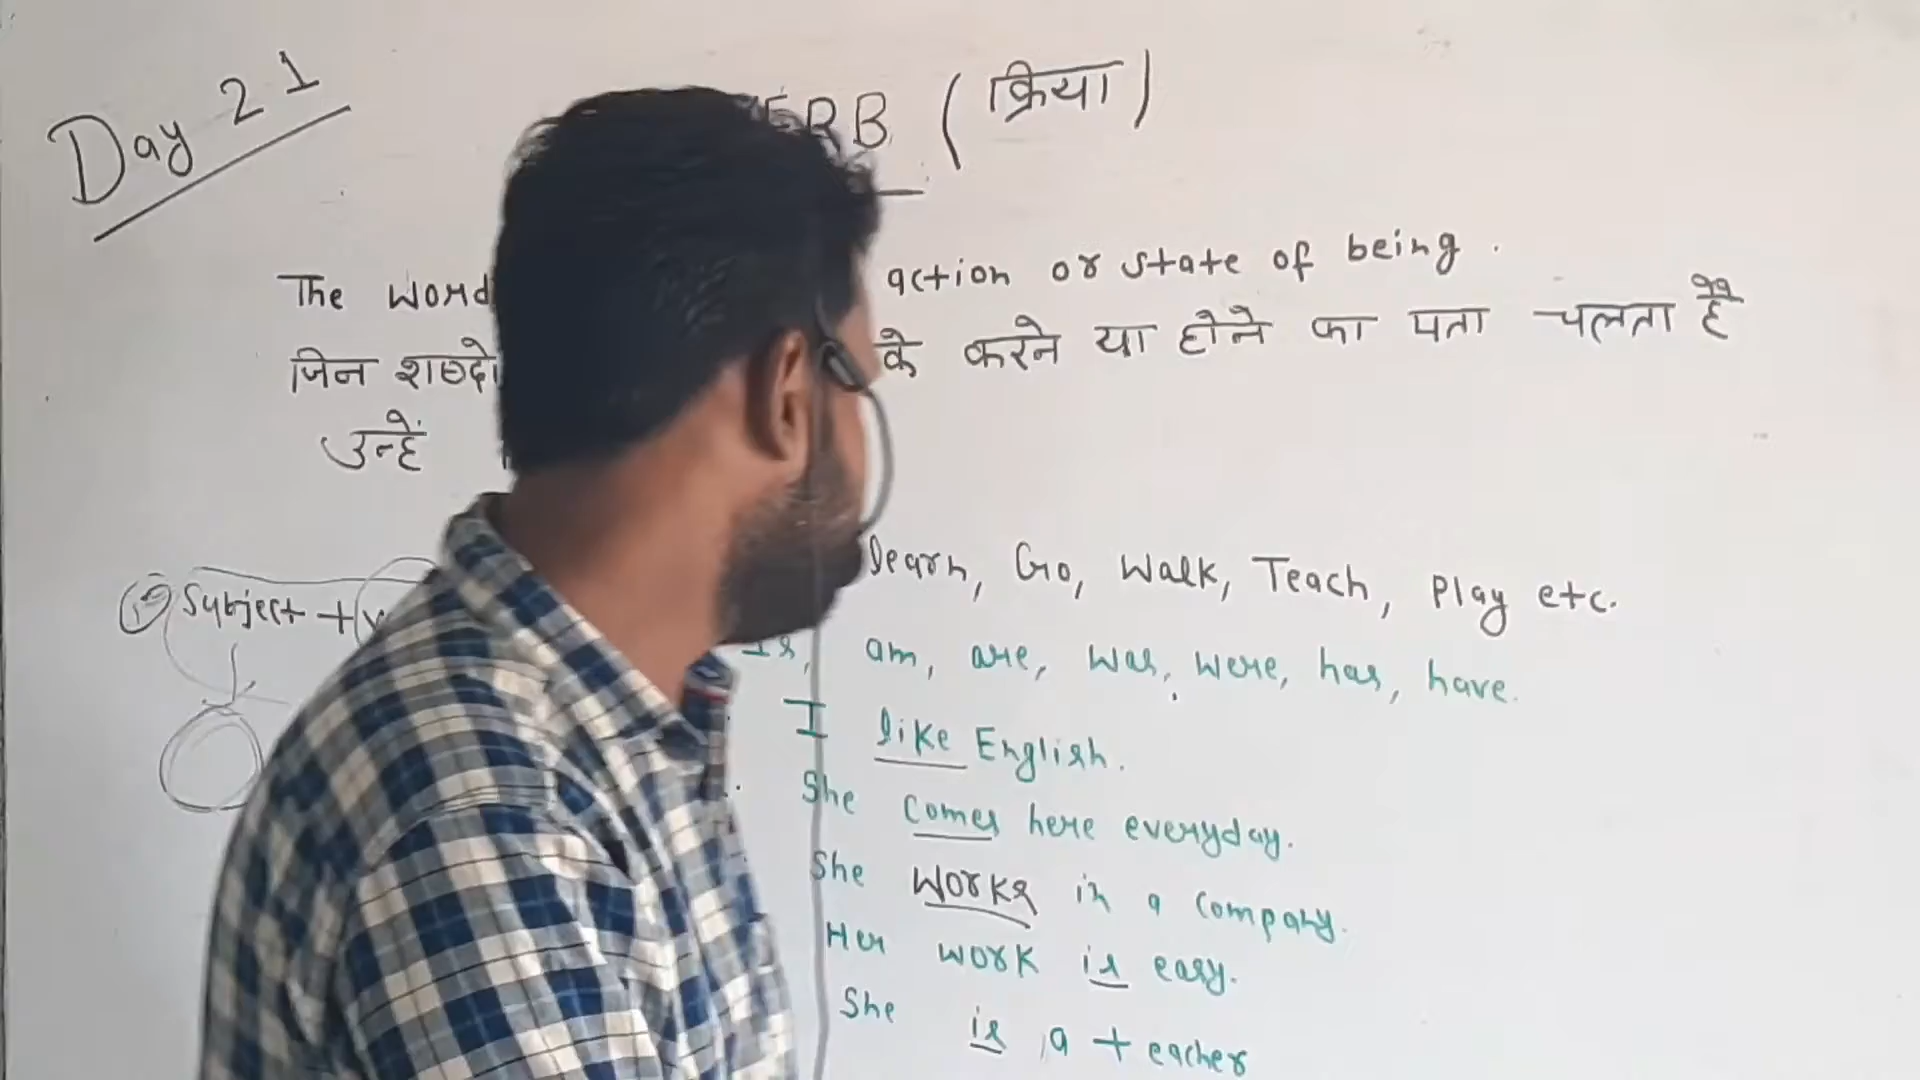 Day 21
ERB (क्रिया)
The Word action or state of being.
जिन शब्दो के करने या होने का पता चलता है
उन्हें
learn, Go, Walk, Teach, Play etc.
① Subject + V
Is, am, are, was, were, has, have.
I like English.
She comes here everyday.
She works in a company.
Her work is easy.
She is a teacher